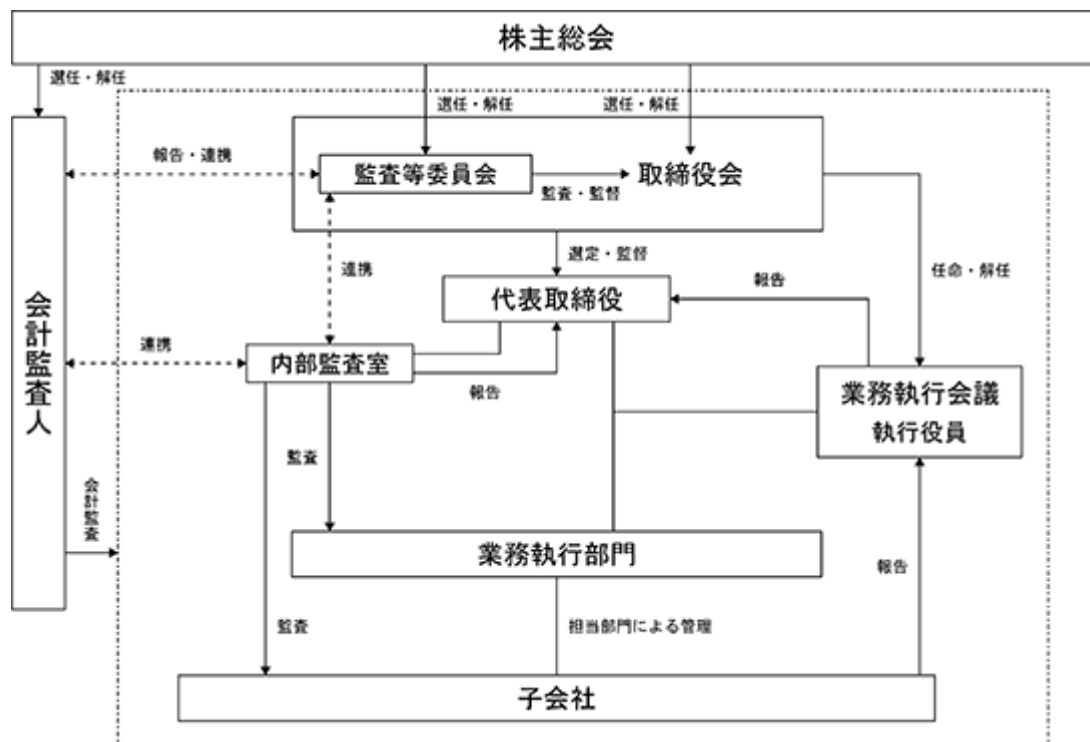 株主総会
選任・解任
選任・解任
選任・解任
報告・連携
監査等委員会
監査・監督
取締役会
選定・監督
連携
任命・解任
報告
代表取締役
会計監査人
連携
内部監査室
報告
業務執行会議
執行役員
監査
会計監査
業務執行部門
報告
監査
担当部門による管理
子会社